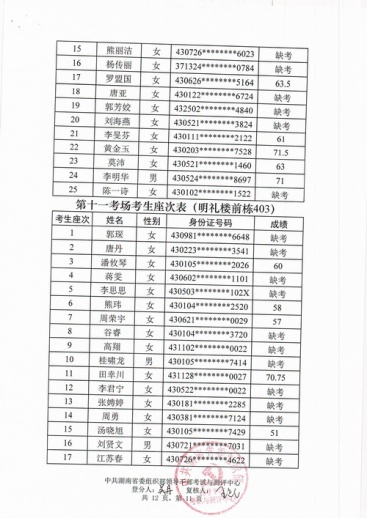 15 熊丽洁 女 430726********6023 缺考
16 杨传丽 女 371324********0784 缺考
17 罗盟国 女 430626********5164 63.5
18 唐亚 女 430122********6724 缺考
19 郭芳姣 女 432502********4840 缺考
20 刘海燕 女 430521********3824 缺考
21 李旻芬 女 430111********2122 61
22 黄金玉 女 430203********7528 71.5
23 莫沛 女 430521********1460 63
24 李明华 男 430524********8697 71
25 陈一诗 女 430102********1522 缺考
第十一考场考生座次表（明礼楼前栋403）
考生座次 姓名 性别 身份证号码 成绩
1 郭琛 女 430981********6648 缺考
2 唐丹 女 430223********3541 缺考
3 潘攸琴 女 430105********2026 60
4 蒋雯 女 430602********1101 缺考
5 李思思 女 430503********102X 缺考
6 熊玮 女 430104********2520 58
7 周荣宇 女 430621********0029 57
8 谷睿 女 430104********3720 缺考
9 高翔 女 431102********0022 缺考
10 桂啸龙 男 430105********7414 缺考
11 田幸川 女 431128********0027 70.75
12 李君宁 女 430522********0022 缺考
13 张娉婷 女 430181********2285 缺考
14 周勇 女 430381********7124 缺考
15 汤晓旭 女 430105********7429 51
16 刘贤文 男 430721********7031 缺考
17 江苏春 女 430726********4622 缺考
中共湖南省委组织部领导干部考试与测评中心
登分人： 复核人：
共 12 页，第 11 页